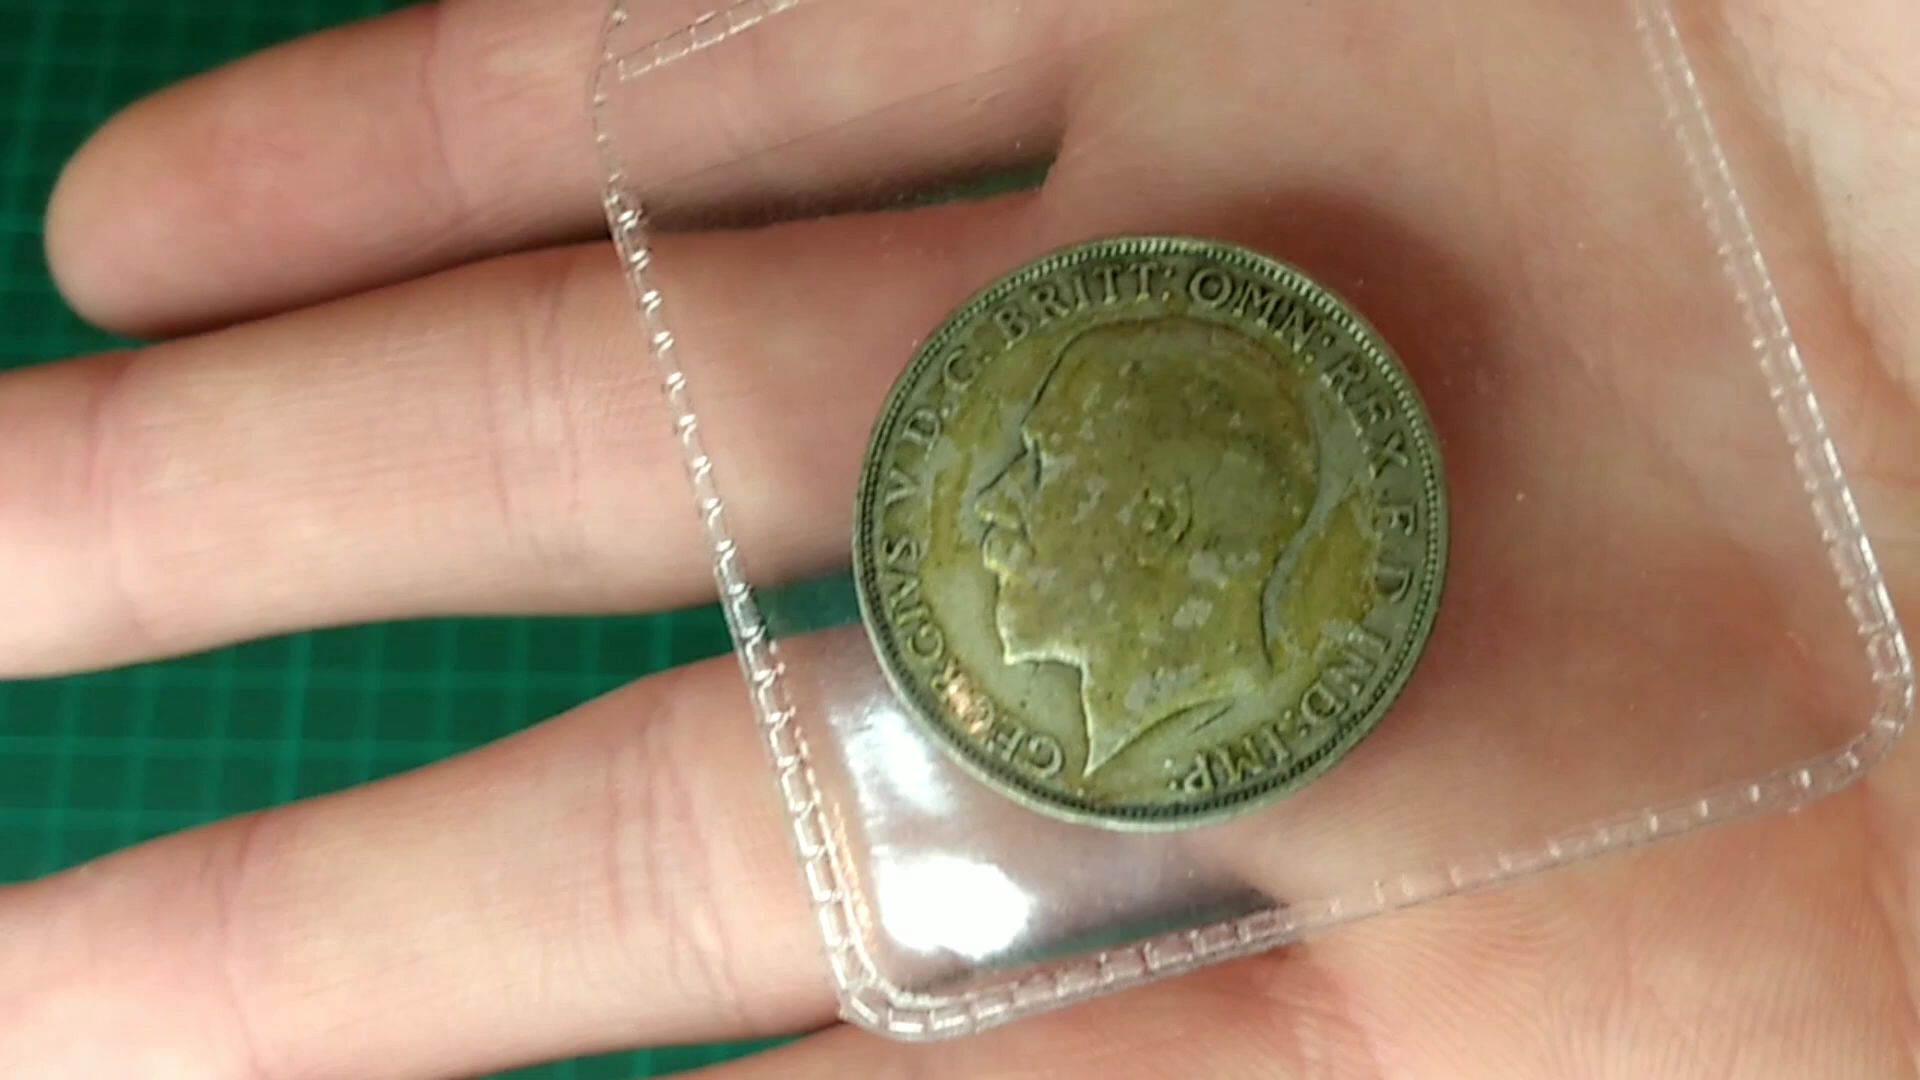 GEORGIVS V D. G. BRITT: OMN: REX F. D. IND: IMP: